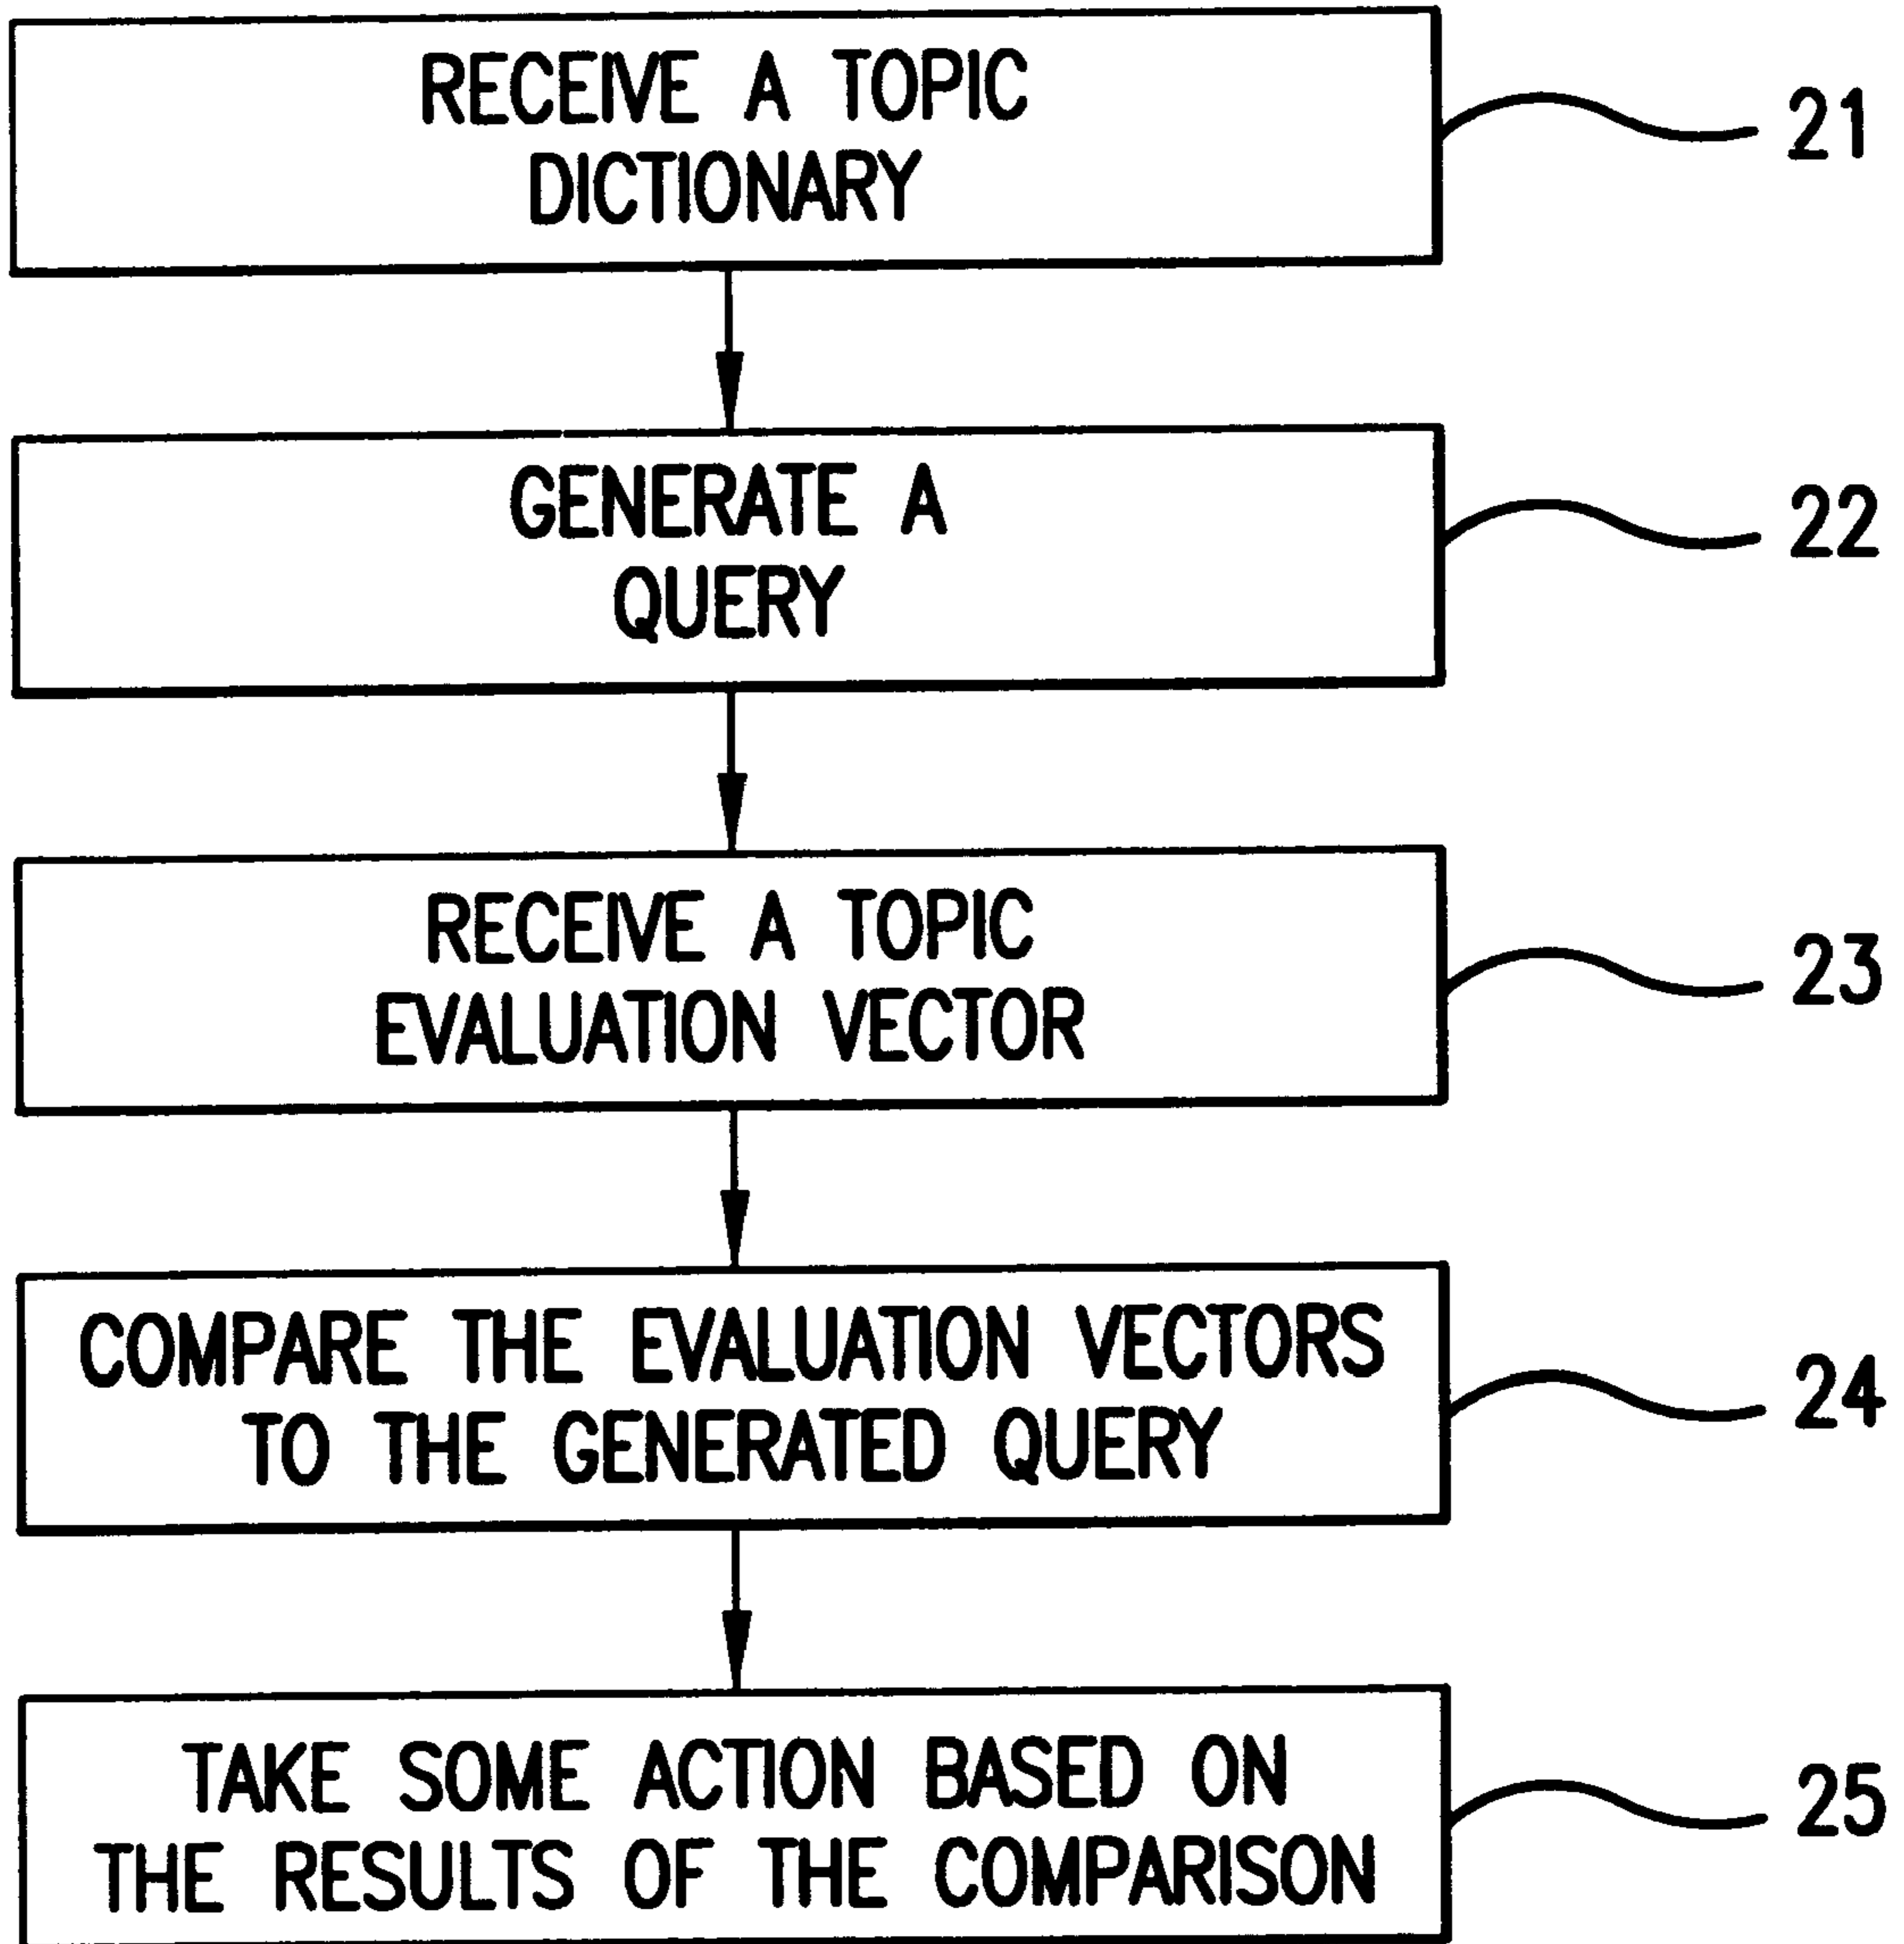 RECEIVE A TOPIC
DICTIONARY
21
GENERATE A
QUERY
22
RECEIVE A TOPIC
EVALUATION VECTOR
23
COMPARE THE EVALUATION VECTORS
TO THE GENERATED QUERY
24
TAKE SOME ACTION BASED ON
THE RESULTS OF THE COMPARISON
25